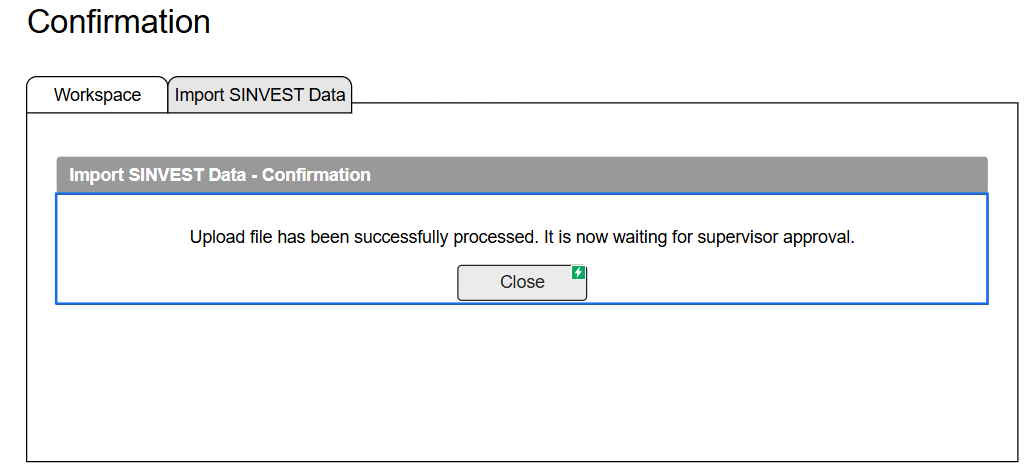 Confirmation
Workspace
Import SINVEST Data
Import SINVEST Data - Confirmation
Upload file has been successfully processed. It is now waiting for supervisor approval.
Close